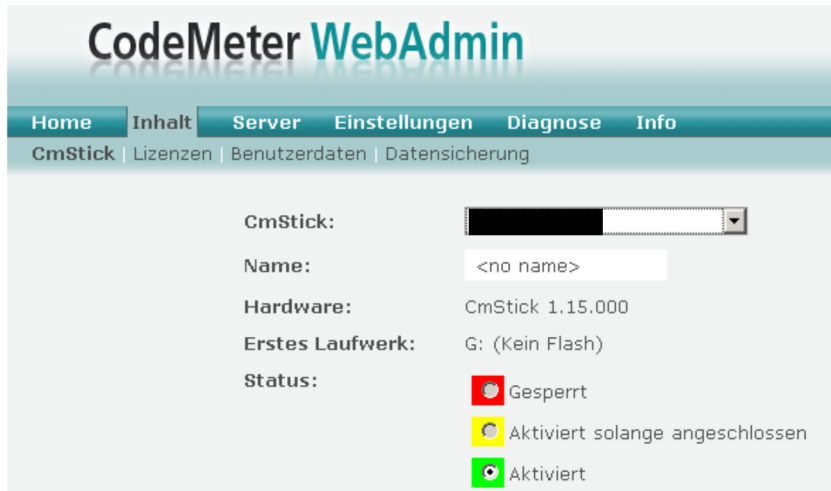 CodeMeter WebAdmin
Home Inhalt Server Einstellungen Diagnose Info
CmStick | Lizenzen | Benutzerdaten | Datensicherung
CmStick:
Name: <no name>
Hardware: CmStick 1.15.000
Erstes Laufwerk: G: (Kein Flash)
Status: Gesperrt
Aktiviert solange angeschlossen
Aktiviert